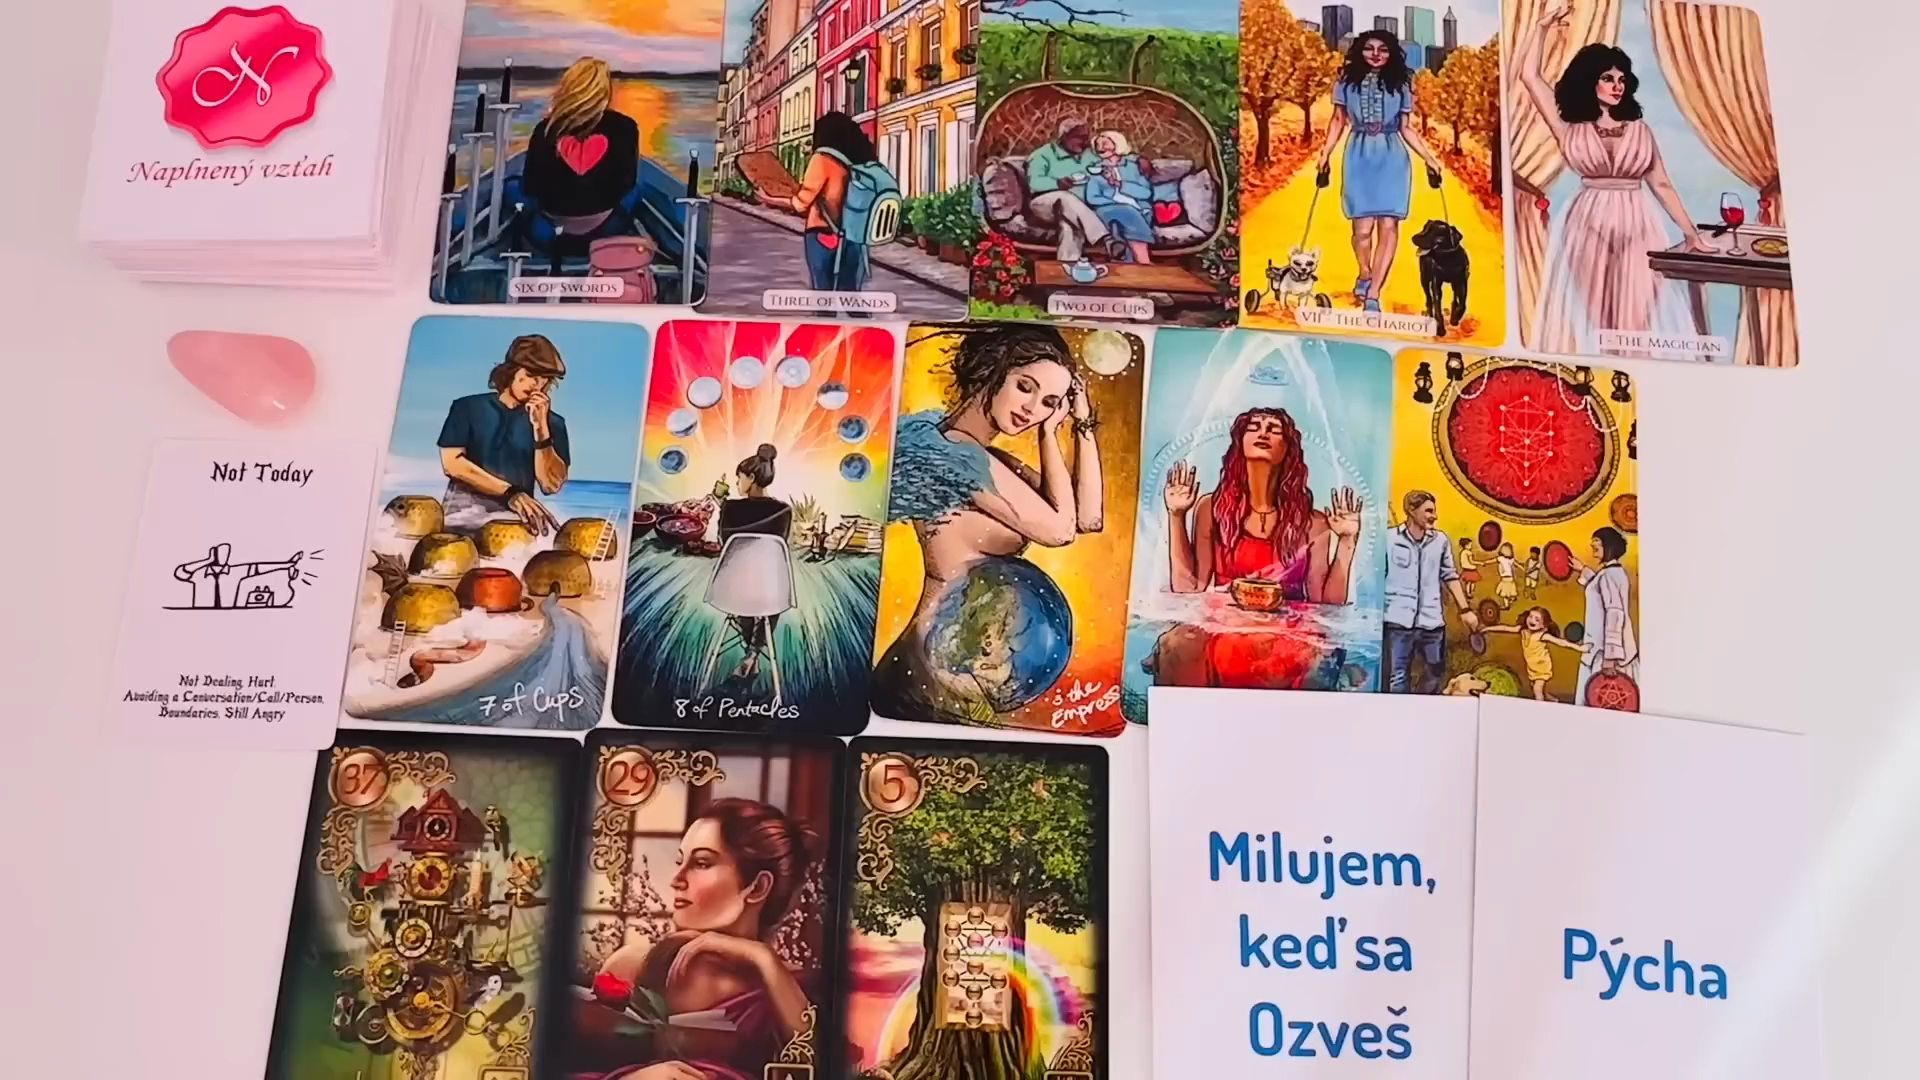 N
Naplnený vzťah
SIX OF SWORDS
THREE OF WANDS
TWO OF CUPS
VII - THE CHARIOT
I - THE MAGICIAN
Not Today
Not Dealing, Hurt,
Avoiding a Conversation/Call/Person,
Boundaries, Still Angry
7 of Cups
8 of Pentacles
3 the
Empress
37
29
5
Milujem,
keď sa
Ozveš
Pýcha